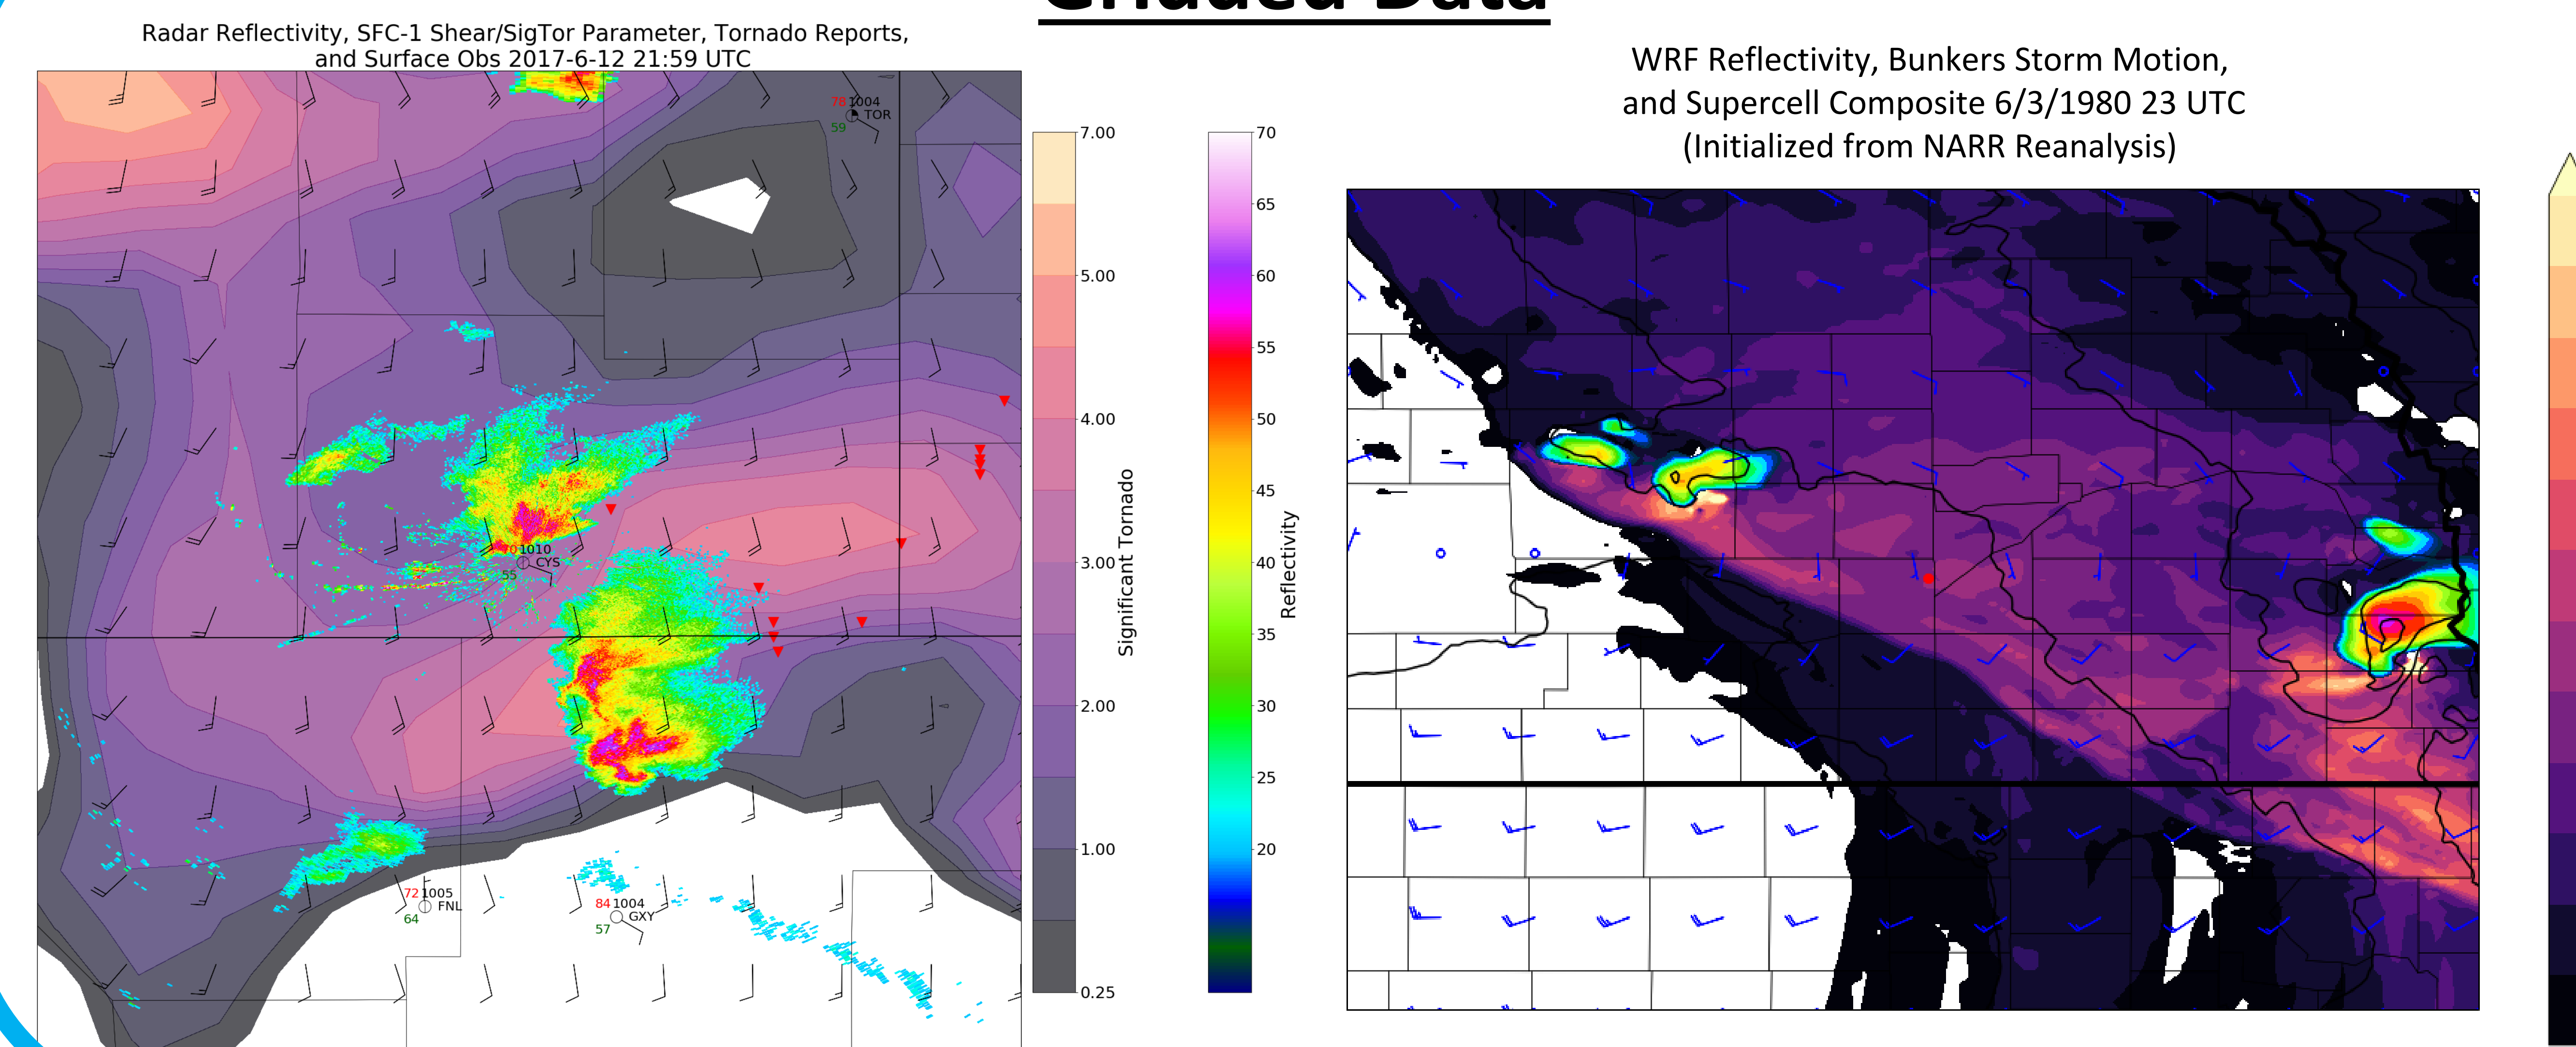 Gridded Data
Radar Reflectivity, SFC-1 Shear/SigTor Parameter, Tornado Reports,
and Surface Obs 2017-6-12 21:59 UTC
WRF Reflectivity, Bunkers Storm Motion,
and Supercell Composite 6/3/1980 23 UTC
(Initialized from NARR Reanalysis)
78 1004
TOR
59
1010
CYS
55
72 1005
FNL
64
84 1004
GXY
57
7.00
5.00
4.00
3.00
2.00
1.00
0.25
Significant Tornado
70
65
60
55
50
45
40
35
30
25
20
Reflectivity